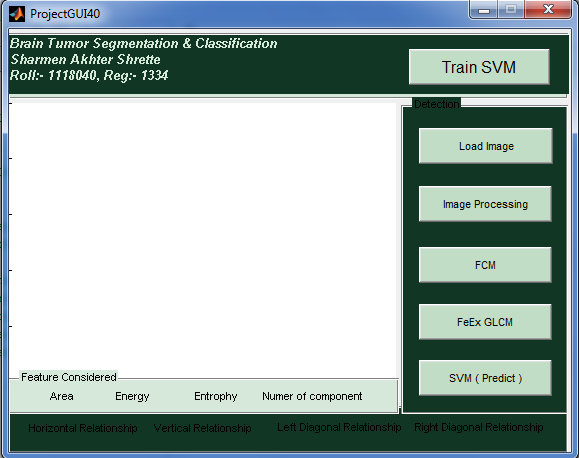 ProjectGUI40
Brain Tumor Segmentation & Classification
Sharmen Akhter Shrette
Roll:- 1118040, Reg:- 1334
Train SVM
Detection
Load Image
Image Processing
FCM
FeEx GLCM
SVM ( Predict )
Feature Considered
Area Energy Entrophy Numer of component
Horizontal Relationship Vertical Relationship Left Diagonal Relationship Right Diagonal Relationship